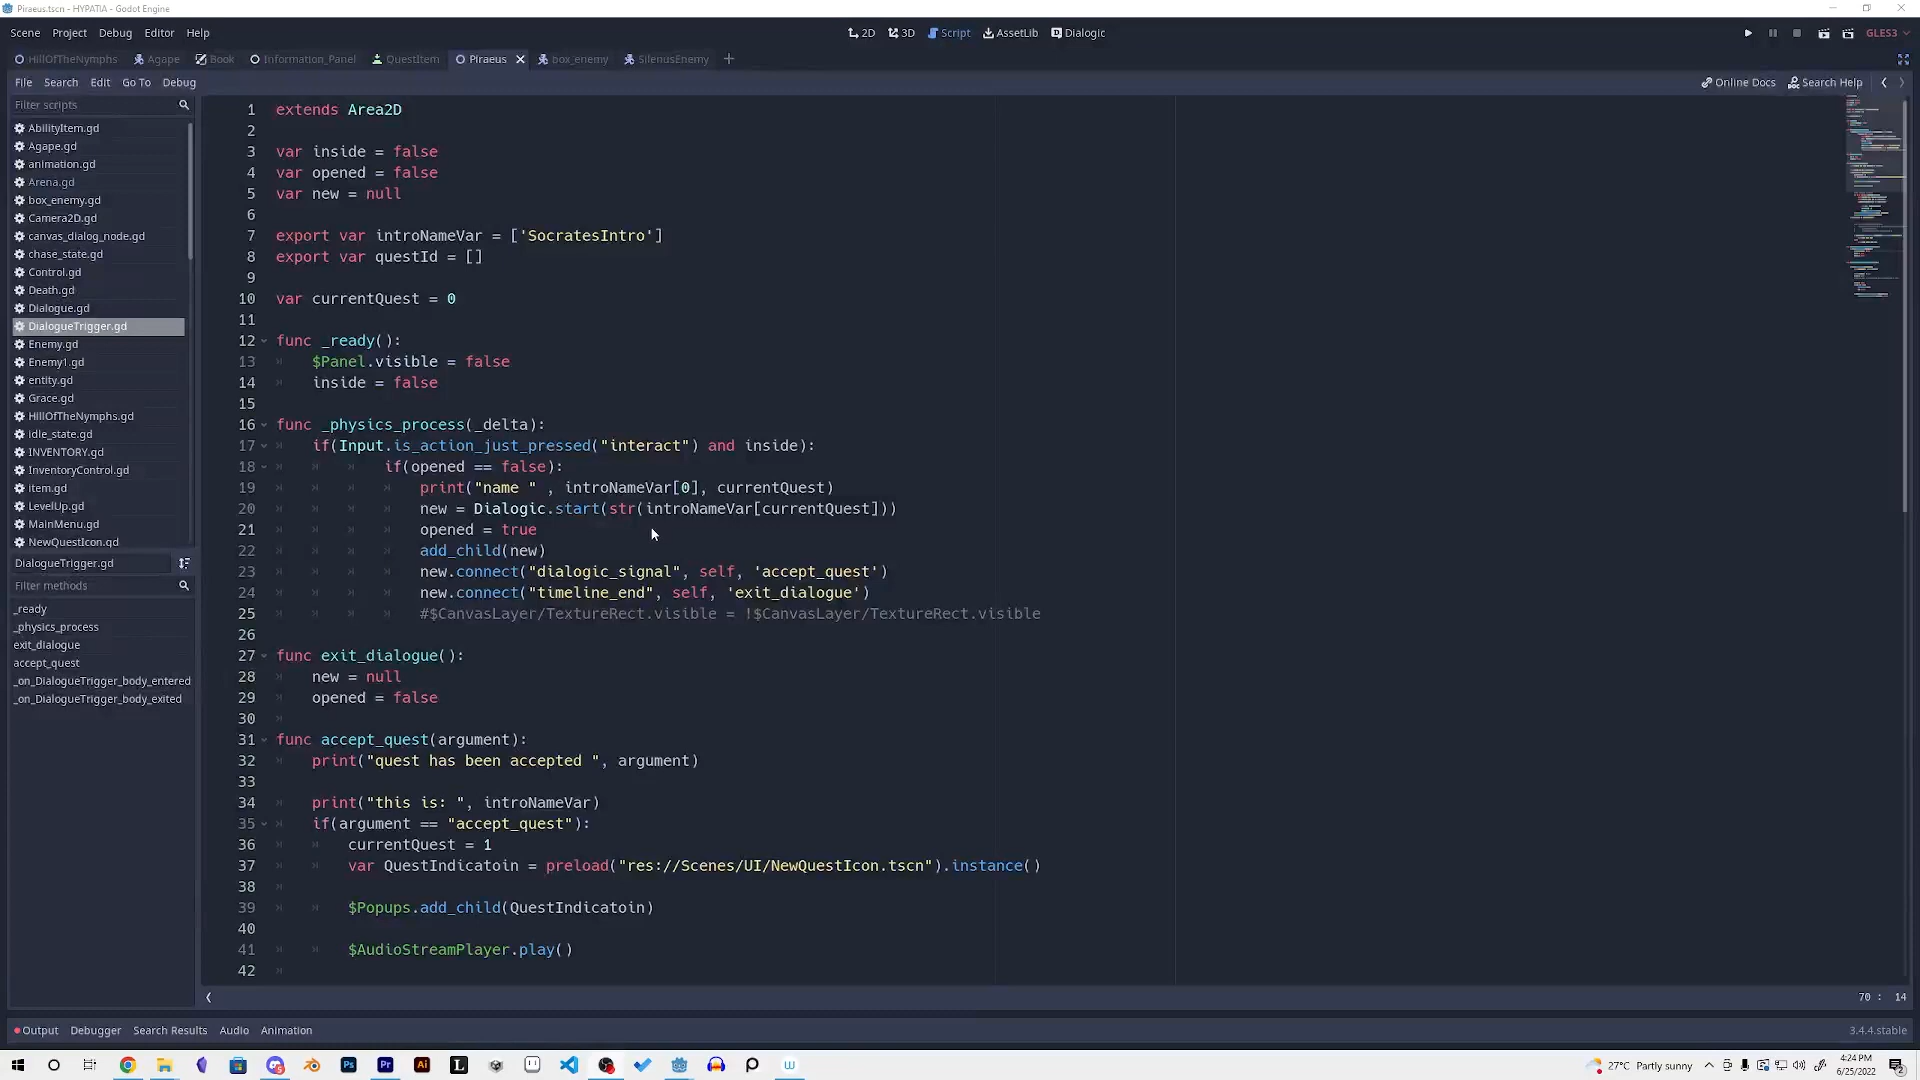 Piraeus.tscn - HYPATIA - Godot Engine
Scene Project Debug Editor Help
2D 3D Script AssetLib Dialogic
GLES3
HillOfTheNymphs Agape Book Information_Panel QuestItem Piraeus box_enemy SilenusEnemy
File Search Edit Go To Debug
Online Docs Search Help
Filter scripts
AbilityItem.gd
Agape.gd
animation.gd
Arena.gd
box_enemy.gd
Camera2D.gd
canvas_dialog_node.gd
chase_state.gd
Control.gd
Death.gd
Dialogue.gd
DialogueTrigger.gd
Enemy.gd
Enemy1.gd
entity.gd
Grace.gd
HillOfTheNymphs.gd
idle_state.gd
INVENTORY.gd
InventoryControl.gd
item.gd
LevelUp.gd
MainMenu.gd
NewQuestIcon.gd
DialogueTrigger.gd
Filter methods
_ready
_physics_process
exit_dialogue
accept_quest
_on_DialogueTrigger_body_entered
_on_DialogueTrigger_body_exited
1 extends Area2D
2
3 var inside = false
4 var opened = false
5 var new = null
6
7 export var introNameVar = ['SocratesIntro']
8 export var questId = []
9
10 var currentQuest = 0
11
12 func _ready():
13 $Panel.visible = false
14 inside = false
15
16 func _physics_process(_delta):
17 if(Input.is_action_just_pressed("interact") and inside):
18 if(opened == false):
19 print("name " , introNameVar[0], currentQuest)
20 new = Dialogic.start(str(introNameVar[currentQuest]))
21 opened = true
22 add_child(new)
23 new.connect("dialogic_signal", self, 'accept_quest')
24 new.connect("timeline_end", self, 'exit_dialogue')
25 #$CanvasLayer/TextureRect.visible = !$CanvasLayer/TextureRect.visible
26
27 func exit_dialogue():
28 new = null
29 opened = false
30
31 func accept_quest(argument):
32 print("quest has been accepted ", argument)
33
34 print("this is: ", introNameVar)
35 if(argument == "accept_quest"):
36 currentQuest = 1
37 var QuestIndicatoin = preload("res://Scenes/UI/NewQuestIcon.tscn").instance()
38
39 $Popups.add_child(QuestIndicatoin)
40
41 $AudioStreamPlayer.play()
42
70 : 14
Output Debugger Search Results Audio Animation
3.4.4.stable
27°C Partly sunny
4:24 PM
6/25/2022